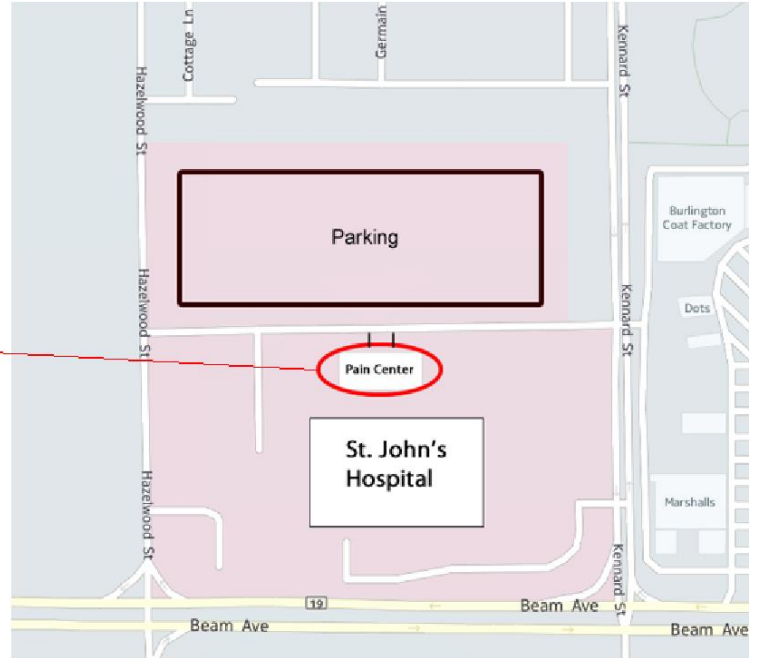 Cottage Ln
Germain
Kennard St
Hazelwood St
Burlington
Coat Factory
Parking
Hazelwood St
Kennard St
Dots
Pain Center
St. John's
Hospital
Hazelwood St
Marshalls
Kennard St
19
Beam Ave
Beam Ave
Beam Ave